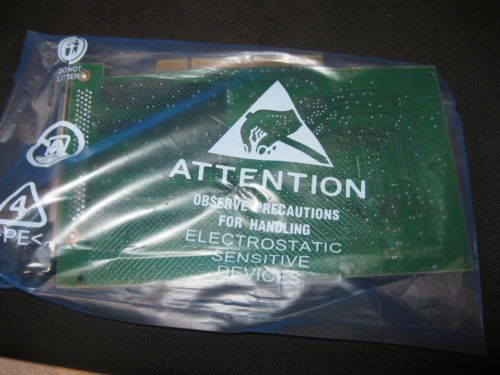 DO NOT
LITTER
4
PE<
ATTENTION
OBSERVE PRECAUTIONS
FOR HANDLING
ELECTROSTATIC
SENSITIVE
DEVICES